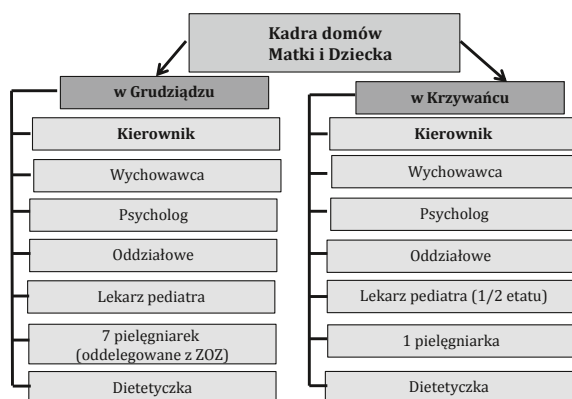 Kadra domów
Matki i Dziecka
w Grudziądzu
Kierownik
Wychowawca
Psycholog
Oddziałowe
Lekarz pediatra
7 pielęgniarek
(oddelegowane z ZOZ)
Dietetyczka
w Krzywańcu
Kierownik
Wychowawca
Psycholog
Oddziałowe
Lekarz pediatra (1/2 etatu)
1 pielęgniarka
Dietetyczka